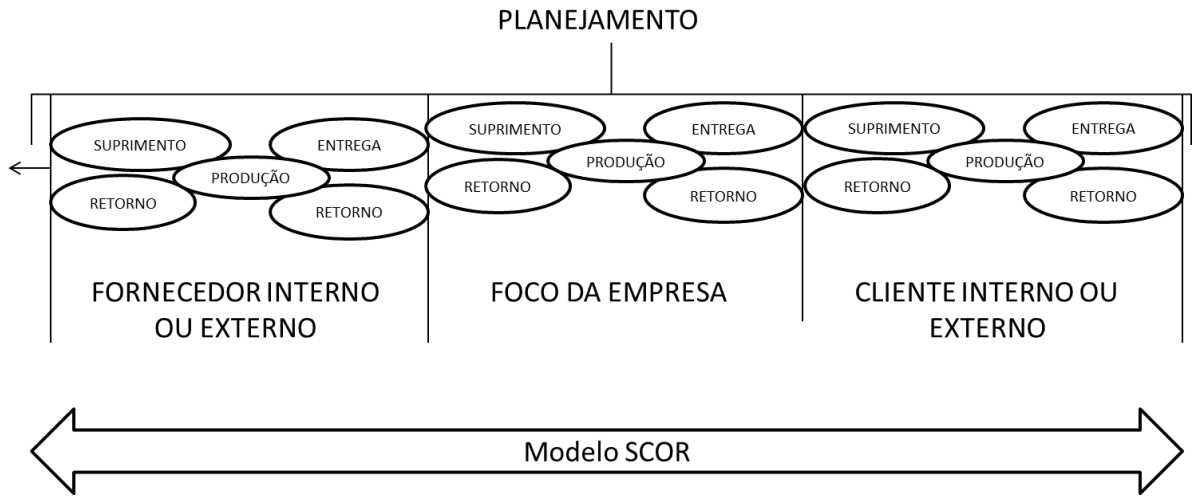 PLANEJAMENTO
SUPRIMENTO
ENTREGA
PRODUÇÃO
RETORNO
RETORNO
FORNECEDOR INTERNO
OU EXTERNO
SUPRIMENTO
ENTREGA
PRODUÇÃO
RETORNO
RETORNO
FOCO DA EMPRESA
SUPRIMENTO
ENTREGA
PRODUÇÃO
RETORNO
RETORNO
CLIENTE INTERNO OU
EXTERNO
Modelo SCOR